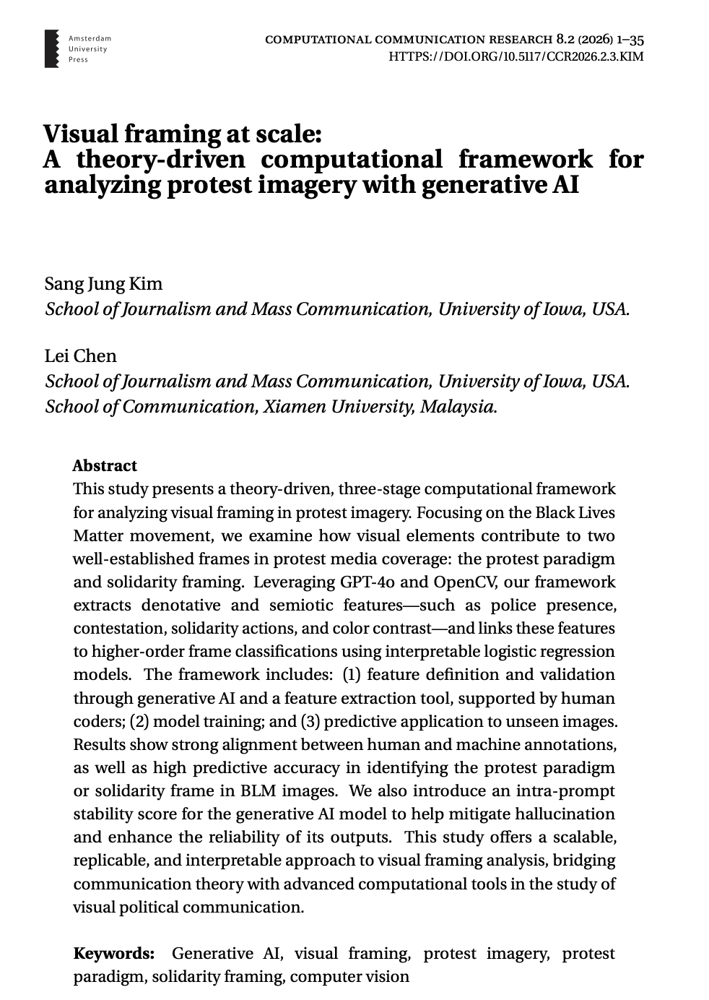 Amsterdam
University
Press
COMPUTATIONAL COMMUNICATION RESEARCH 8.2 (2026) 1–35
HTTPS://DOI.ORG/10.5117/CCR2026.2.3.KIM
Visual framing at scale:
A theory-driven computational framework for
analyzing protest imagery with generative AI
Sang Jung Kim
School of Journalism and Mass Communication, University of Iowa, USA.
Lei Chen
School of Journalism and Mass Communication, University of Iowa, USA.
School of Communication, Xiamen University, Malaysia.
Abstract
This study presents a theory-driven, three-stage computational framework
for analyzing visual framing in protest imagery. Focusing on the Black Lives
Matter movement, we examine how visual elements contribute to two
well-established frames in protest media coverage: the protest paradigm
and solidarity framing. Leveraging GPT-4o and OpenCV, our framework
extracts denotative and semiotic features—such as police presence,
contestation, solidarity actions, and color contrast—and links these features
to higher-order frame classifications using interpretable logistic regression
models. The framework includes: (1) feature definition and validation
through generative AI and a feature extraction tool, supported by human
coders; (2) model training; and (3) predictive application to unseen images.
Results show strong alignment between human and machine annotations,
as well as high predictive accuracy in identifying the protest paradigm
or solidarity frame in BLM images. We also introduce an intra-prompt
stability score for the generative AI model to help mitigate hallucination
and enhance the reliability of its outputs. This study offers a scalable,
replicable, and interpretable approach to visual framing analysis, bridging
communication theory with advanced computational tools in the study of
visual political communication.
Keywords: Generative AI, visual framing, protest imagery, protest
paradigm, solidarity framing, computer vision